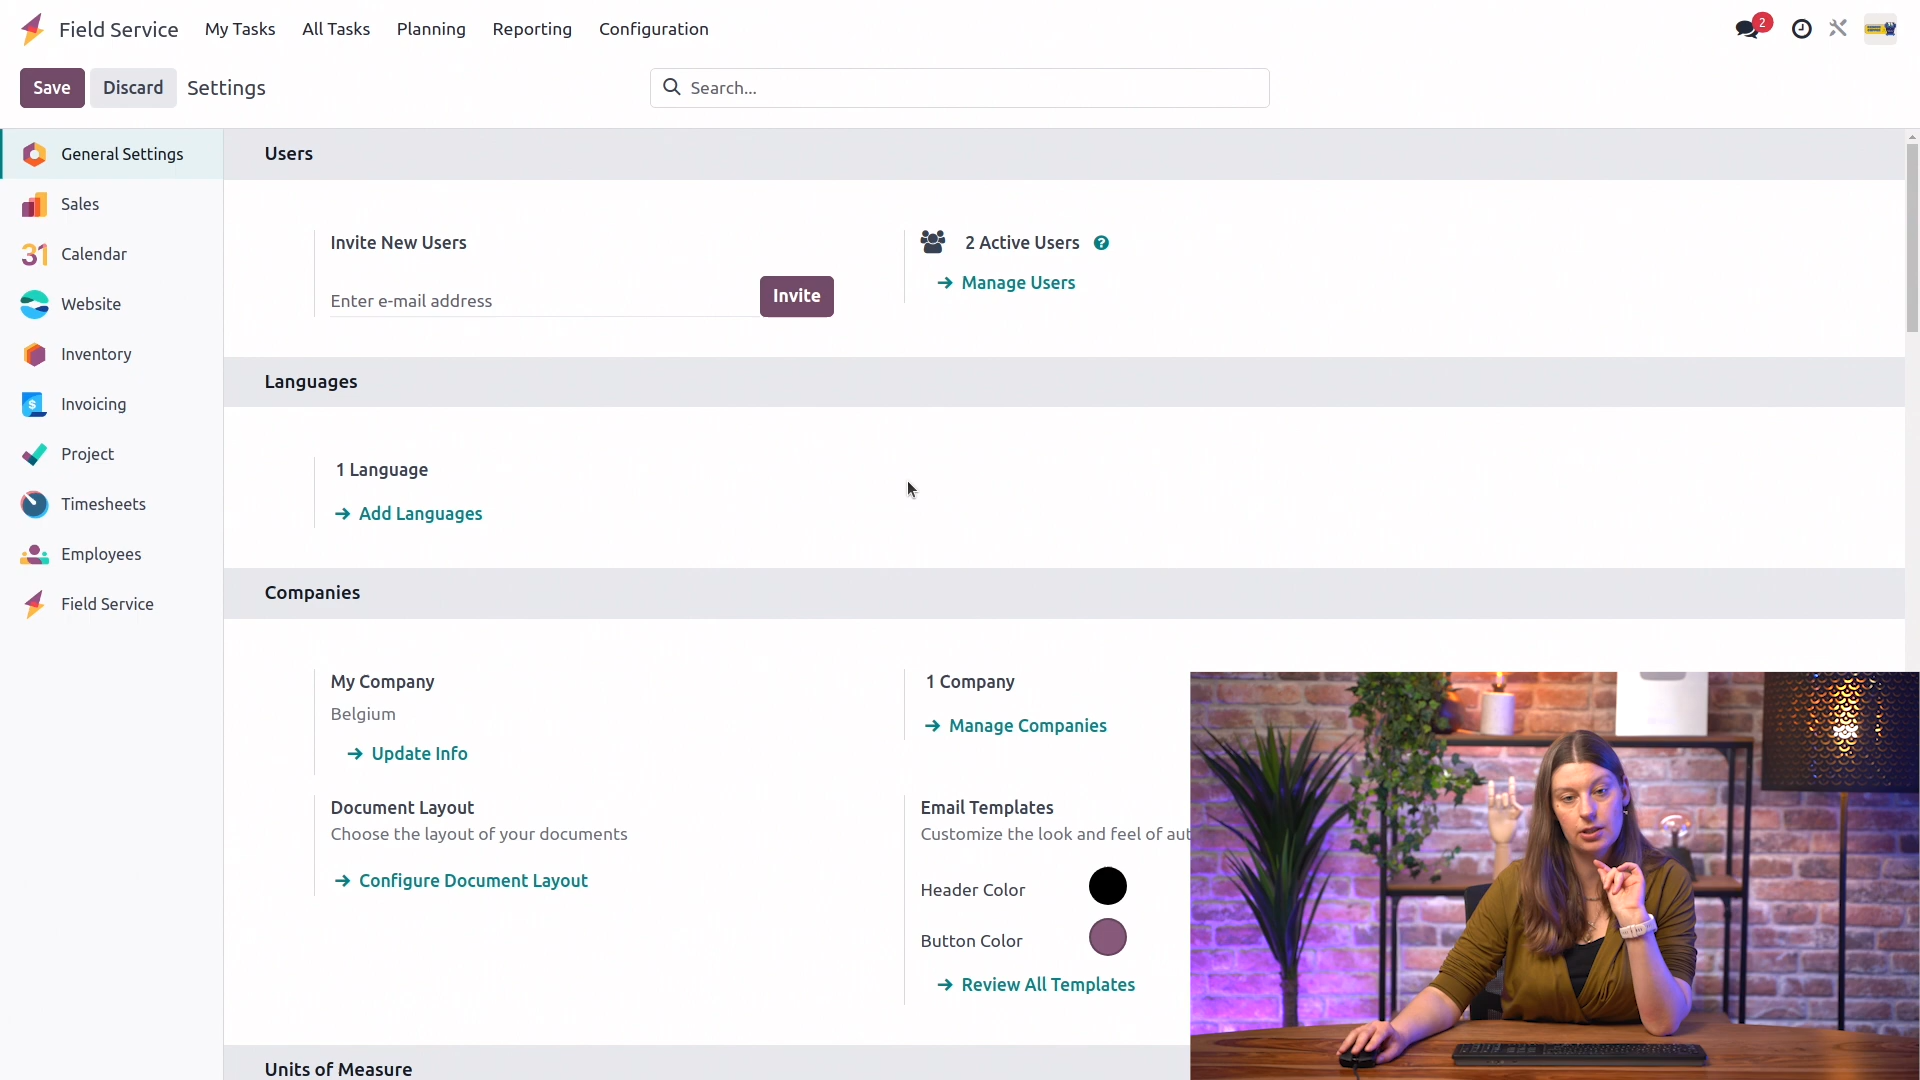 Field Service My Tasks All Tasks Planning Reporting Configuration 2
Save Discard Settings Search...
General Settings
Sales
31 Calendar
Website
Inventory
$ Invoicing
Project
Timesheets
Employees
Field Service
Users
Invite New Users
Enter e-mail address Invite
2 Active Users ?
Manage Users
Languages
1 Language
Add Languages
Companies
My Company
Belgium
Update Info
1 Company
Manage Companies
Document Layout
Choose the layout of your documents
Configure Document Layout
Email Templates
Customize the look and feel of aut
Header Color
Button Color
Review All Templates
Units of Measure